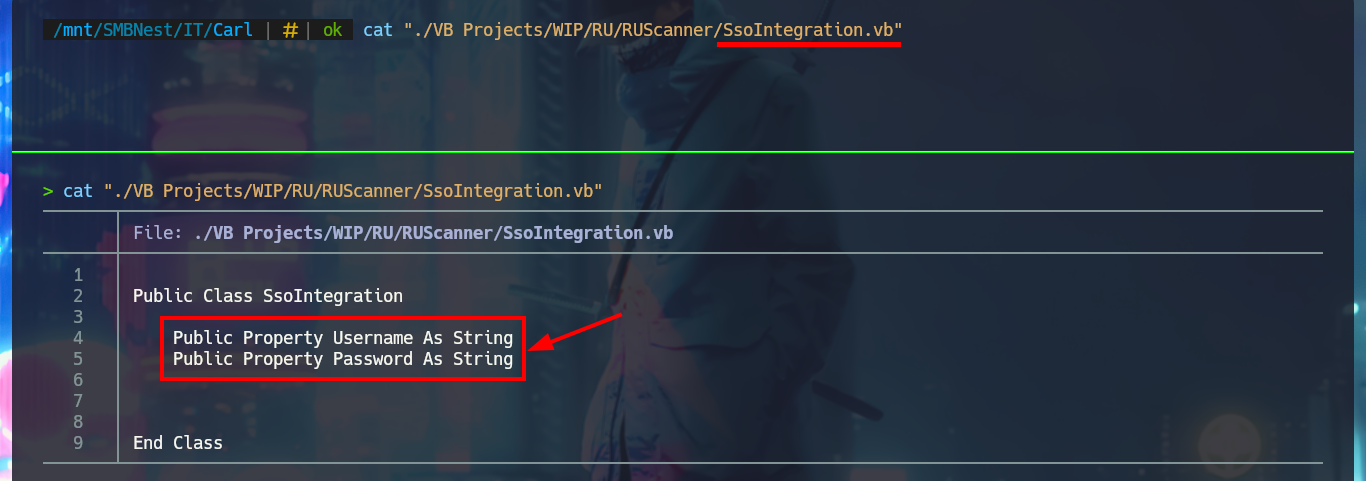 /mnt/SMBNest/IT/Carl | # | ok cat "./VB Projects/WIP/RU/RUScanner/SsoIntegration.vb"
> cat "./VB Projects/WIP/RU/RUScanner/SsoIntegration.vb"
File: ./VB Projects/WIP/RU/RUScanner/SsoIntegration.vb
1
2 Public Class SsoIntegration
3
4 Public Property Username As String
5 Public Property Password As String
6
7
8
9 End Class